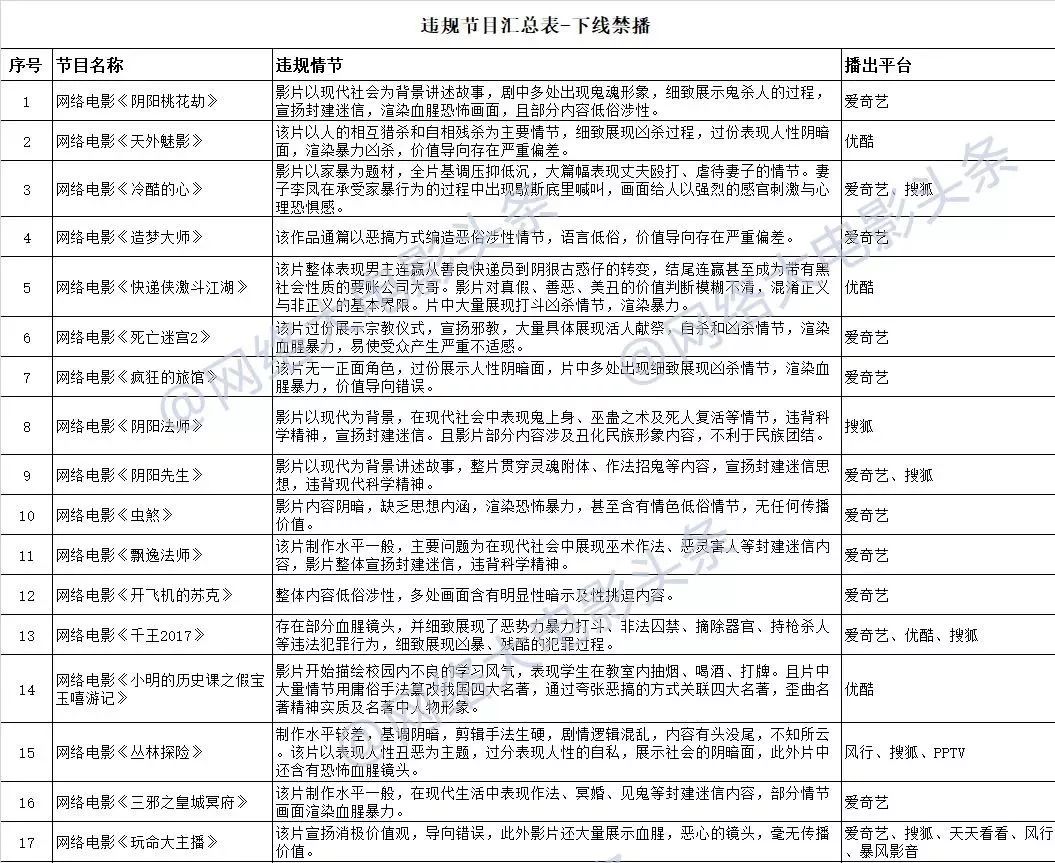 违规节目汇总表-下线禁播
序号 节目名称 违规情节 播出平台
1 网络电影《阴阳桃花劫》 影片以现代社会为背景讲述故事，剧中多处出现鬼魂形象，细致展示鬼杀人的过程，
宣扬封建迷信，渲染血腥恐怖画面，且部分内容低俗涉性。 爱奇艺
2 网络电影《天外魅影》 该片以人的相互猎杀和自相残杀为主要情节，细致展现凶杀过程，过份表现人性阴暗
面，渲染暴力凶杀，价值导向存在严重偏差。 优酷
3 网络电影《冷酷的心》 影片以家暴为题材，全片基调压抑低沉，大篇幅表现丈夫殴打、虐待妻子的情节。妻
子李凤在承受家暴行为的过程中出现歇斯底里喊叫，画面给人以强烈的感官刺激与心
理恐惧感。 爱奇艺、搜狐
4 网络电影《造梦大师》 该作品通篇以恶搞方式编造恶俗涉性情节，语言低俗，价值导向存在严重偏差。 爱奇艺
5 网络电影《快递侠激斗江湖》 该片整体表现男主连赢从善良快递员到阴狠古惑仔的转变，结尾连赢甚至成为带有黑
社会性质的要账公司大哥。影片对真假、善恶、美丑的价值判断模糊不清，混淆正义
与非正义的基本界限。片中大量展现打斗凶杀情节，渲染暴力。 优酷
6 网络电影《死亡迷宫2》 该片过份展示宗教仪式，宣扬邪教，大量具体展现活人献祭，自杀和凶杀情节，渲染
血腥暴力，易使受众产生严重不适感。 爱奇艺
7 网络电影《疯狂的旅馆》 该片无一正面角色，过份展示人性阴暗面，片中多处出现细致展现凶杀情节，渲染血
腥暴力，价值导向错误。 爱奇艺
8 网络电影《阴阳法师》 影片以现代为背景，在现代社会中表现鬼上身、巫蛊之术及死人复活等情节，违背科
学精神，宣扬封建迷信。且影片部分内容涉及丑化民族形象内容，不利于民族团结。 搜狐
9 网络电影《阴阳先生》 影片以现代为背景讲述故事，整片贯穿灵魂附体、作法招鬼等内容，宣扬封建迷信思
想，违背现代科学精神。 爱奇艺、搜狐
10 网络电影《虫煞》 影片内容阴暗，缺乏思想内涵，渲染恐怖暴力，甚至含有情色低俗情节，无任何传播
价值。 爱奇艺
11 网络电影《飘逸法师》 该片制作水平一般，主要问题为在现代社会中展现巫术作法、恶灵害人等封建迷信内
容，影片整体宣扬封建迷信，违背科学精神。 爱奇艺
12 网络电影《开飞机的苏克》 整体内容低俗涉性，多处画面含有明显性暗示及性挑逗内容。 爱奇艺
13 网络电影《千王2017》 存在部分血腥镜头，并细致展现了恶势力暴力打斗、非法囚禁、摘除器官、持枪杀人
等违法犯罪行为，细致展现凶暴、残酷的犯罪过程。 爱奇艺、优酷、搜狐
14 网络电影《小明的历史课之假宝
玉嘻游记》 影片开始描绘校园内不良的学习风气，表现学生在教室内抽烟、喝酒、打牌。且片中
大量情节用庸俗手法篡改我国四大名著，通过夸张恶搞的方式关联四大名著，歪曲名
著精神实质及名著中人物形象。 优酷
15 网络电影《丛林探险》 制作水平较差，基调阴暗，剪辑手法生硬，剧情逻辑混乱，内容有头没尾，不知所云
。该片以表现人性丑恶为主题，过分表现人性的自私，展示社会的阴暗面，此外片中
还含有恐怖血腥镜头。 风行、搜狐、PPTV
16 网络电影《三邪之皇城冥府》 该片制作水平一般，在现代生活中表现作法、冥婚、见鬼等封建迷信内容，部分情节
画面渲染血腥暴力。 爱奇艺
17 网络电影《玩命大主播》 该片宣扬消极价值观，导向错误，此外影片还大量展示血腥，恶心的镜头，毫无传播
价值。 爱奇艺、搜狐、天天看看、风行
、暴风影音
@网络大电影头条
@网络大电影头条
@网络大电影头条